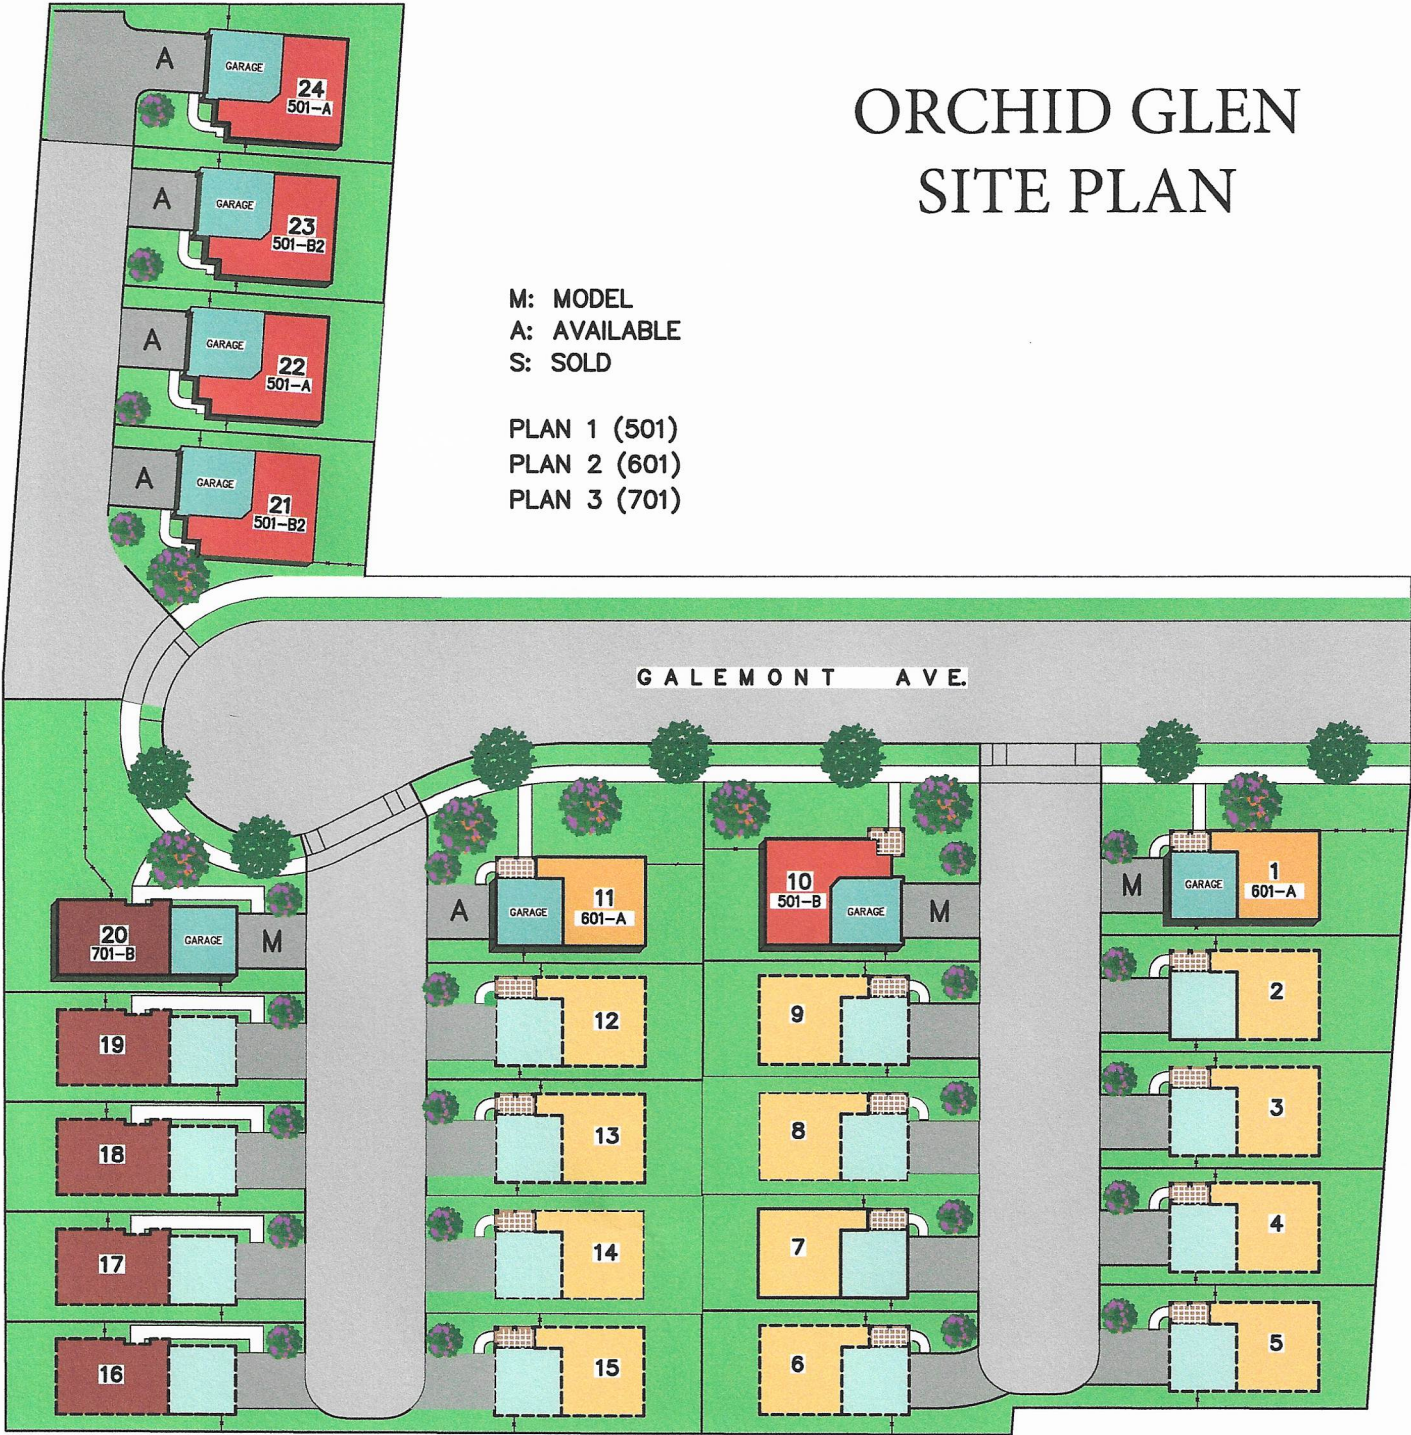 ORCHID GLEN
SITE PLAN
A
GARAGE
24
501-A
A
GARAGE
23
501-B2
M: MODEL
A: AVAILABLE
S: SOLD
A
GARAGE
22
501-A
PLAN 1 (501)
PLAN 2 (601)
PLAN 3 (701)
A
GARAGE
21
501-B2
GALEMONT AVE.
20
701-B
GARAGE
M
A
GARAGE
11
601-A
10
501-B
GARAGE
M
M
GARAGE
1
601-A
19
12
9
2
18
13
8
3
17
14
7
4
16
15
6
5